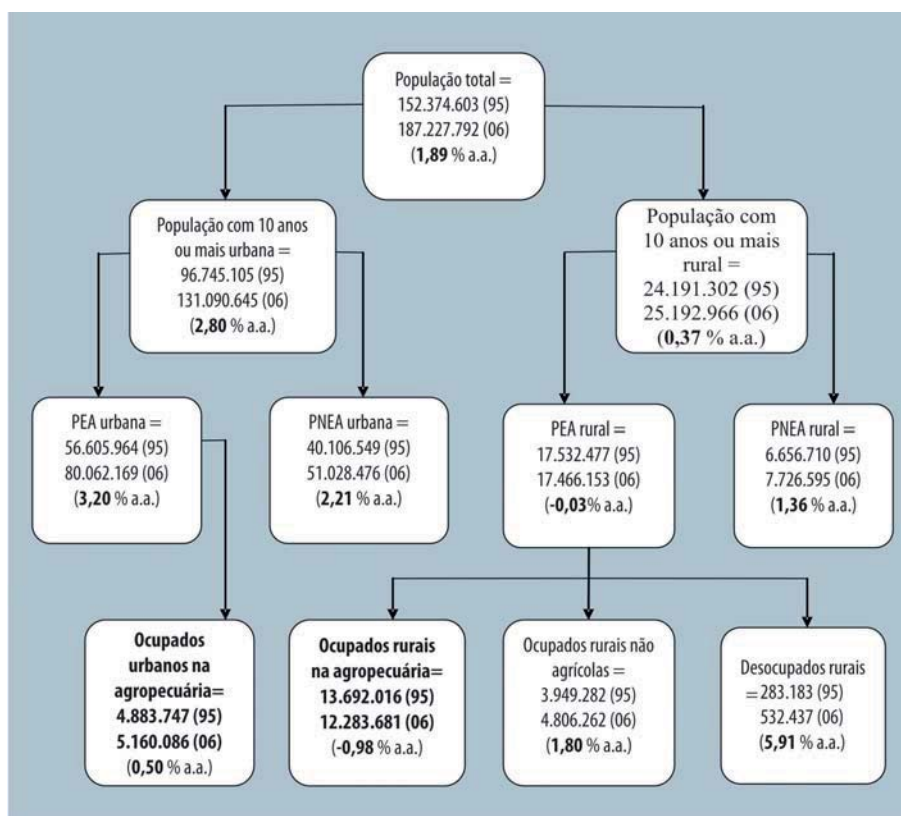 População total =
152.374.603 (95)
187.227.792 (06)
(1,89 % a.a.)
População com 10 anos
ou mais urbana =
96.745.105 (95)
131.090.645 (06)
(2,80 % a.a.)
População com
10 anos ou mais
rural =
24.191.302 (95)
25.192.966 (06)
(0,37 % a.a.)
PEA urbana =
56.605.964 (95)
80.062.169 (06)
(3,20 % a.a.)
PNEA urbana =
40.106.549 (95)
51.028.476 (06)
(2,21 % a.a.)
PEA rural =
17.532.477 (95)
17.466.153 (06)
(-0,03% a.a.)
PNEA rural =
6.656.710 (95)
7.726.595 (06)
(1,36 % a.a.)
Ocupados
urbanos na
agropecuária=
4.883.747 (95)
5.160.086 (06)
(0,50 % a.a.)
Ocupados rurais
na agropecuária=
13.692.016 (95)
12.283.681 (06)
(-0,98 % a.a.)
Ocupados rurais não
agrícolas =
3.949.282 (95)
4.806.262 (06)
(1,80 % a.a.)
Desocupados rurais
=283.183 (95)
532.437 (06)
(5,91 % a.a.)